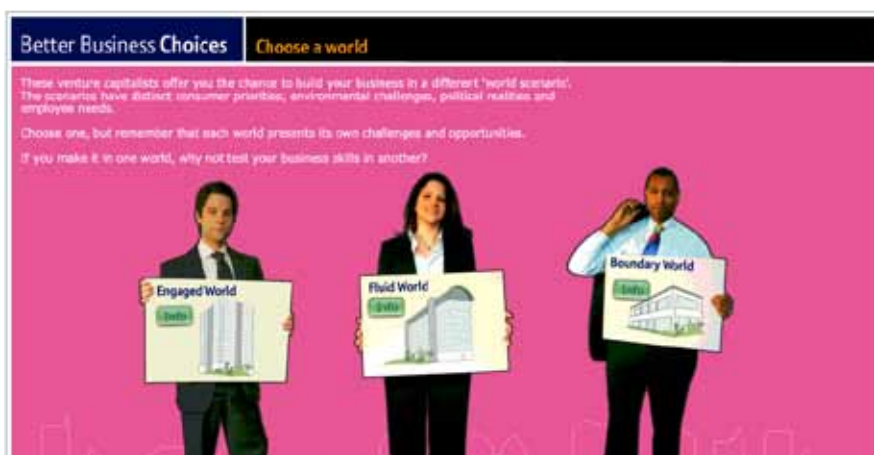 Better Business Choices
Choose a world
These venture capitalists offer you the chance to build your business in a different 'world scenario'.
The scenarios have distinct consumer priorities, environmental challenges, political realities and
employee needs.
Choose one, but remember that each world presents its own challenges and opportunities.
If you make it in one world, why not test your business skills in another?
Engaged World
Info
Fluid World
Info
Boundary World
Info